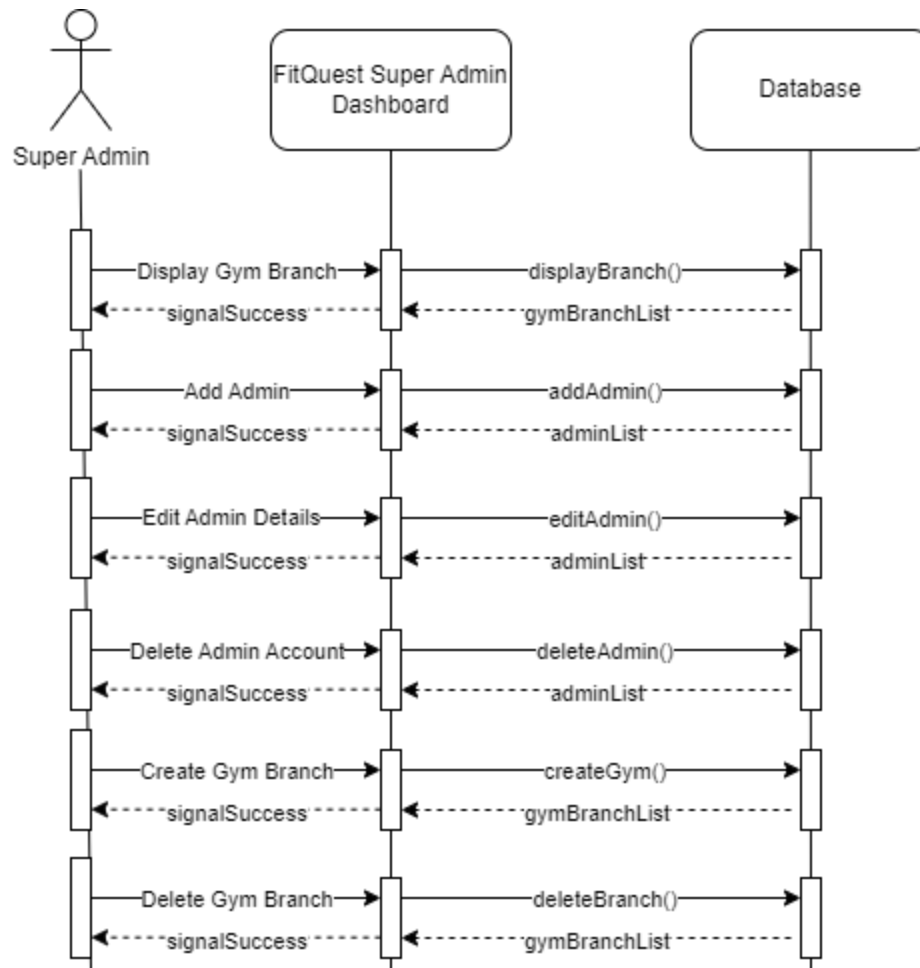 FitQuest Super Admin
Dashboard
Database
Super Admin
Display Gym Branch
displayBranch()
signalSuccess
gymBranchList
Add Admin
addAdmin()
signalSuccess
adminList
Edit Admin Details
editAdmin()
signalSuccess
adminList
Delete Admin Account
deleteAdmin()
signalSuccess
adminList
Create Gym Branch
createGym()
signalSuccess
gymBranchList
Delete Gym Branch
deleteBranch()
signalSuccess
gymBranchList